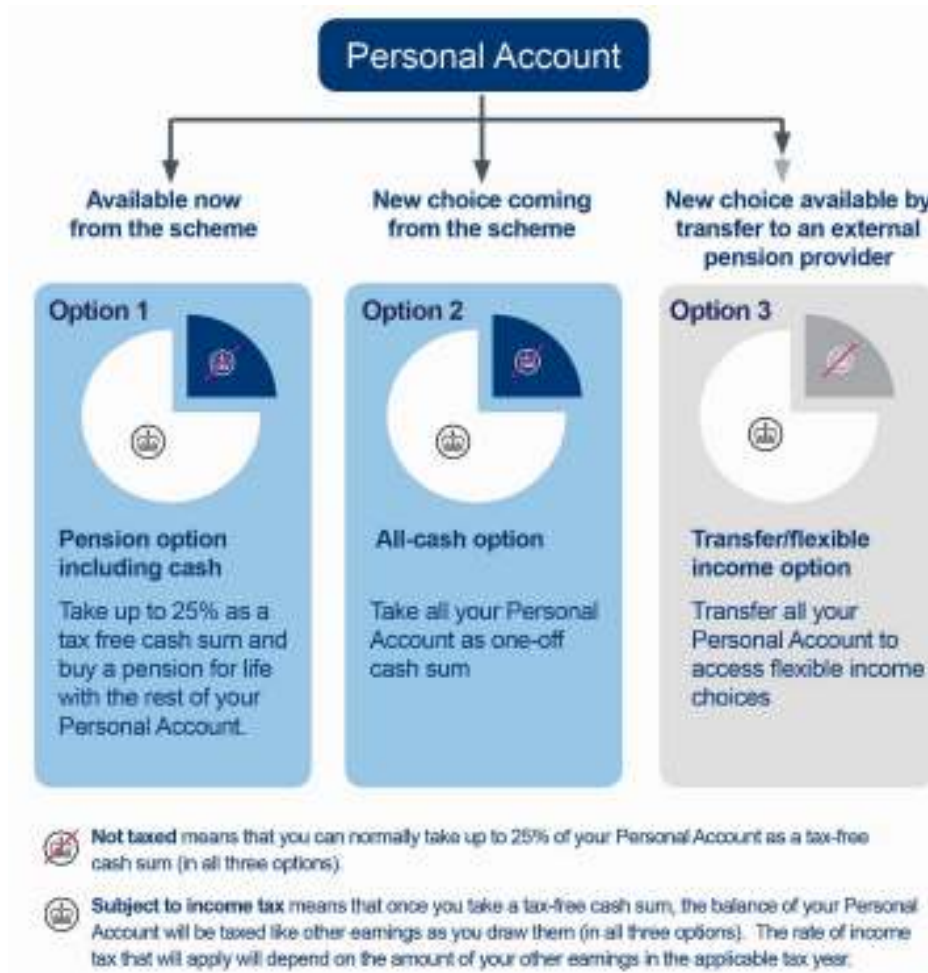 Personal Account
Available now
from the scheme
New choice coming
from the scheme
New choice available by
transfer to an external
pension provider
Option 1
Pension option
including cash
Take up to 25% as a
tax free cash sum and
buy a pension for life
with the rest of your
Personal Account.
Option 2
All-cash option
Take all your Personal
Account as one-off
cash sum
Option 3
Transfer/flexible
income option
Transfer all your
Personal Account to
access flexible income
choices
Not taxed means that you can normally take up to 25% of your Personal Account as a tax-free
cash sum (in all three options).
Subject to income tax means that once you take a tax-free cash sum, the balance of your Personal
Account will be taxed like other earnings as you draw them (in all three options). The rate of income
tax that will apply will depend on the amount of your other earnings in the applicable tax year.